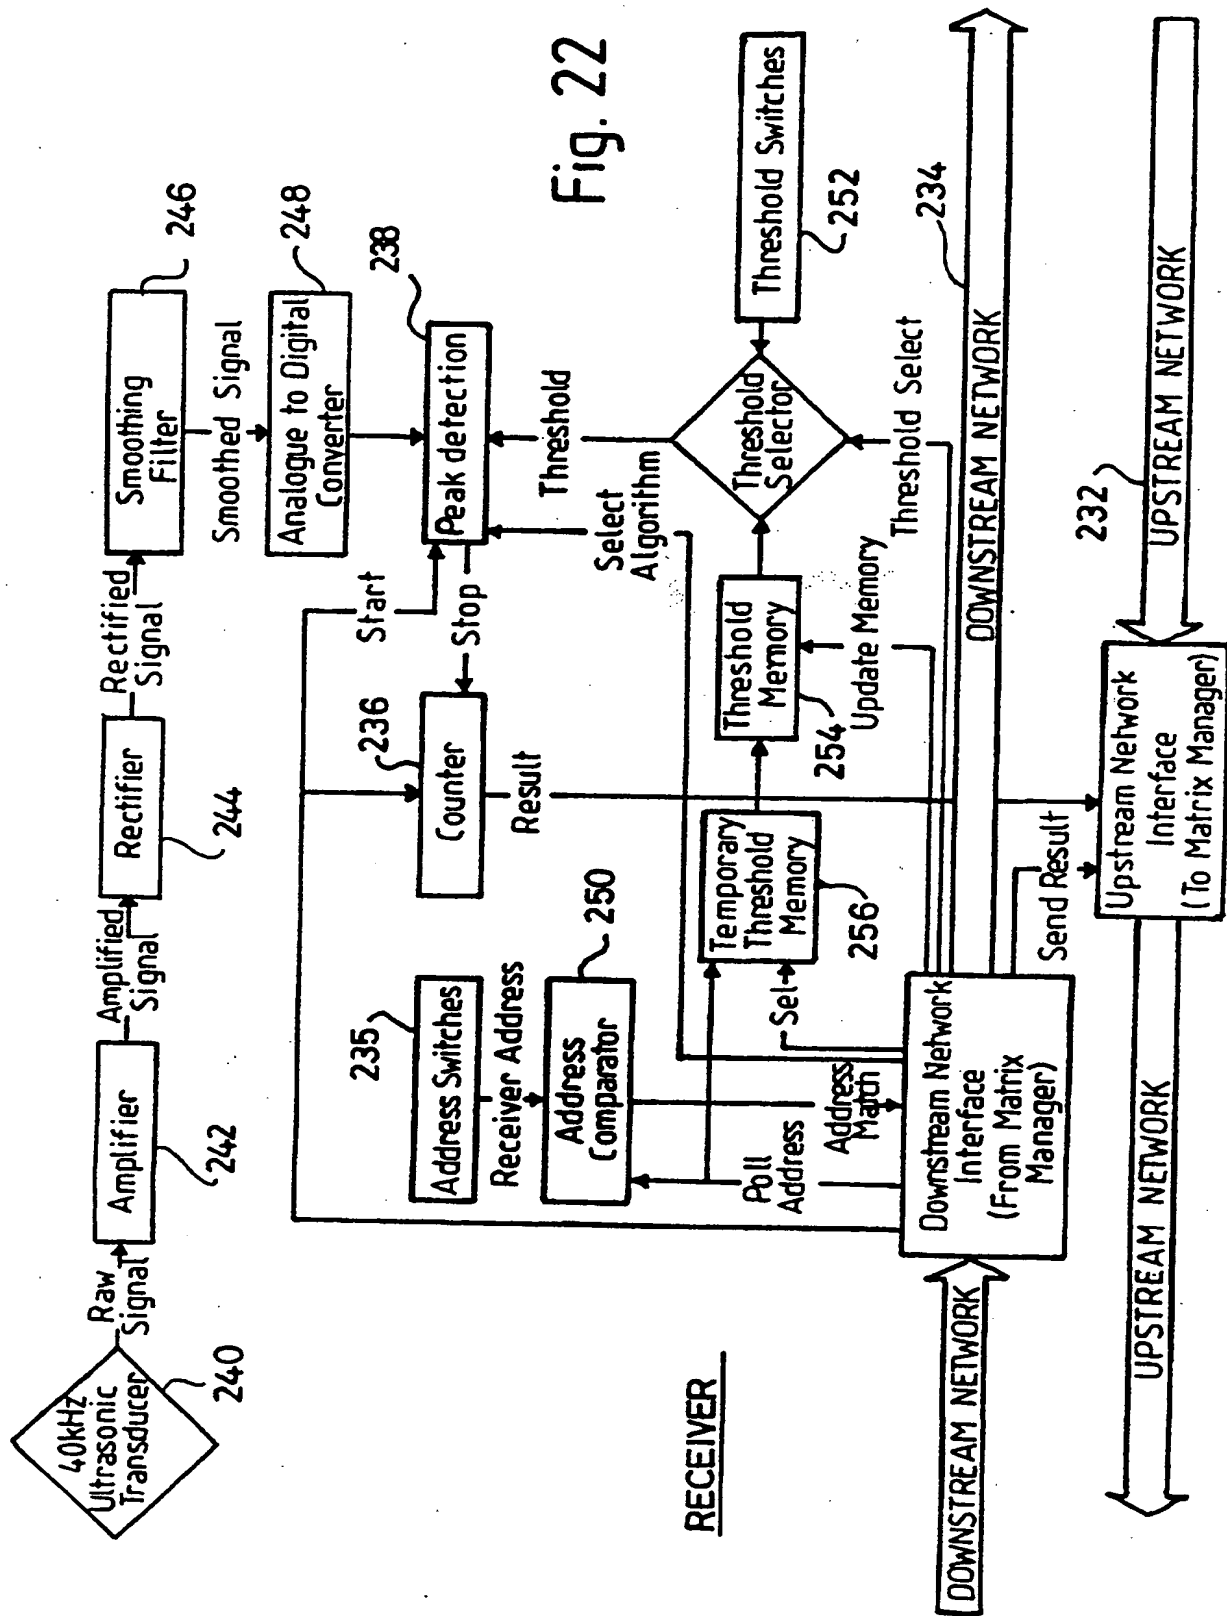 40kHz
Ultrasonic
Transducer
240
Raw
Signal
Amplifier
242
Amplified
Signal
Rectifier
244
Rectified
Signal
Smoothing
Filter
246
Smoothed Signal
Analogue to Digital
Converter
248
Peak detection
238
Start
Stop
Counter
236
Result
Select
Algorithm
Threshold
Address Switches
235
Receiver Address
Address
Comparator
250
Poll
Address
Address
Match
Sel
Temporary
Threshold
Memory
256
Threshold
Memory
254
Update Memory
Threshold
Selector
Threshold Select
Threshold Switches
252
Fig. 22
RECEIVER
DOWNSTREAM NETWORK
Downstream Network
Interface
(From Matrix
Manager)
DOWNSTREAM NETWORK
234
Send Result
UPSTREAM NETWORK
Upstream Network
Interface
(To Matrix Manager)
UPSTREAM NETWORK
232